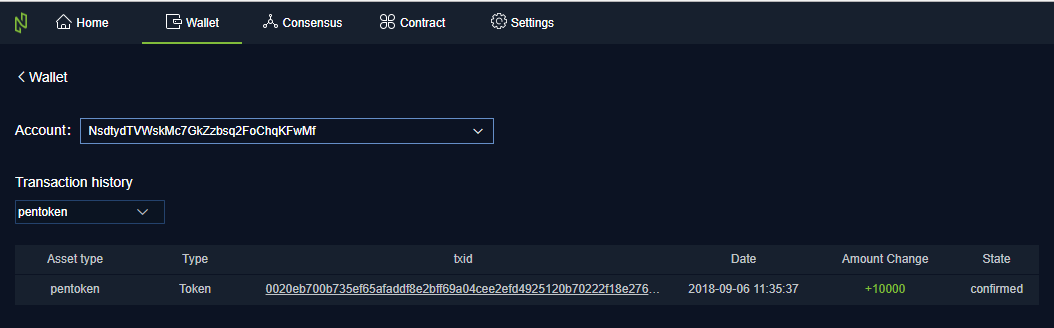 Home Wallet Consensus Contract Settings
Wallet
Account: NsdtydTVWskMc7GkZzbsq2FoChqKFwMf
Transaction history
pentoken
Asset type Type txid Date Amount Change State
pentoken Token 0020eb700b735ef65afaddf8e2bff69a04cee2efd4925120b70222f18e276... 2018-09-06 11:35:37 +10000 confirmed